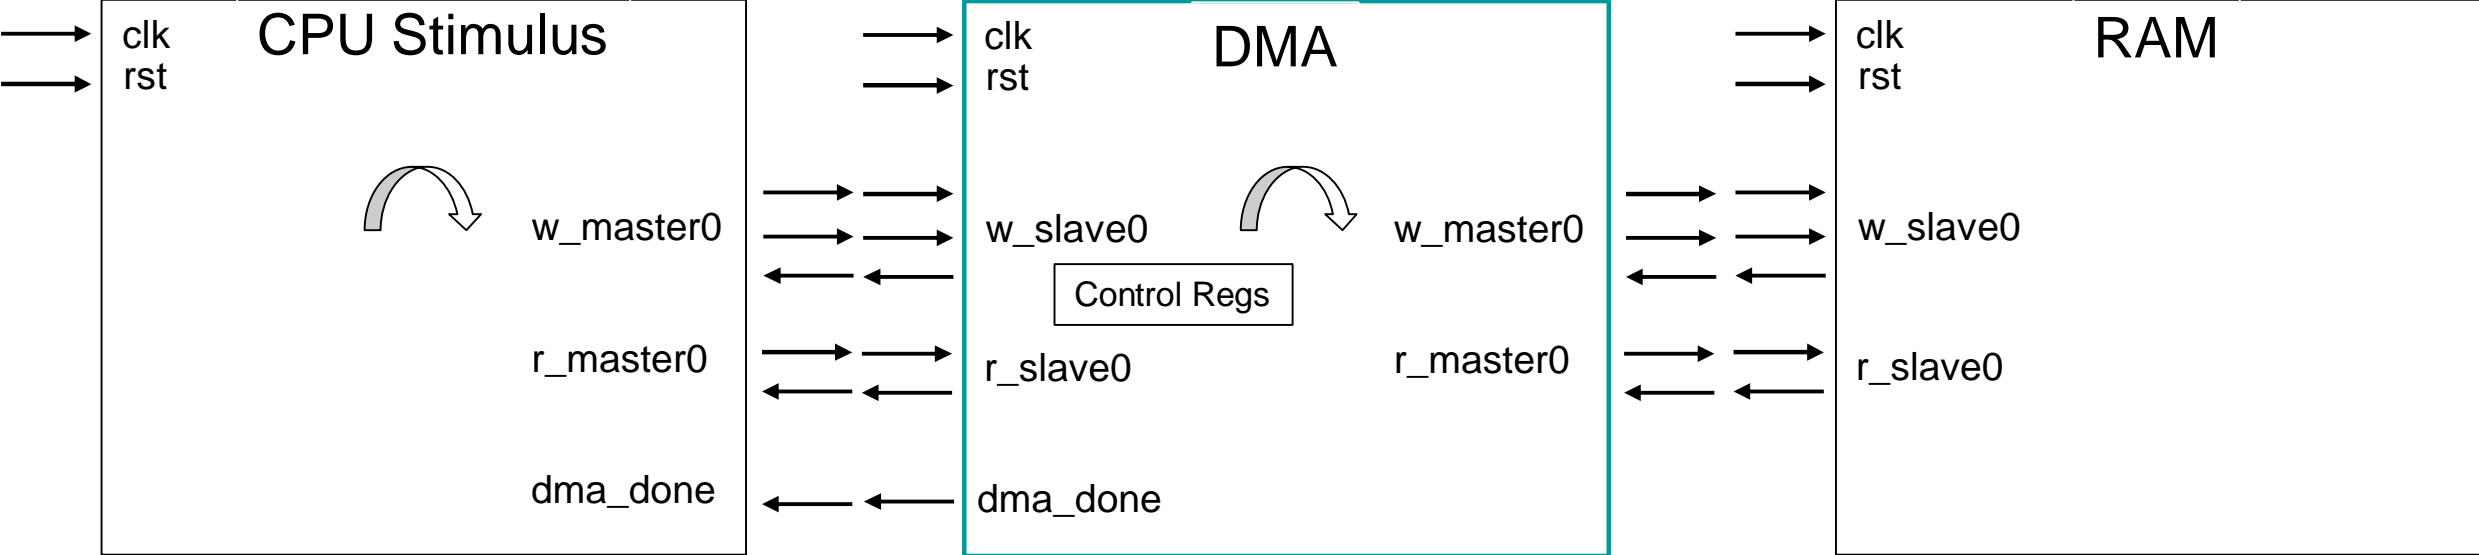 CPU Stimulus
clk
rst
w_master0
r_master0
dma_done
DMA
clk
rst
w_slave0
w_master0
Control Regs
r_slave0
r_master0
dma_done
RAM
clk
rst
w_slave0
r_slave0